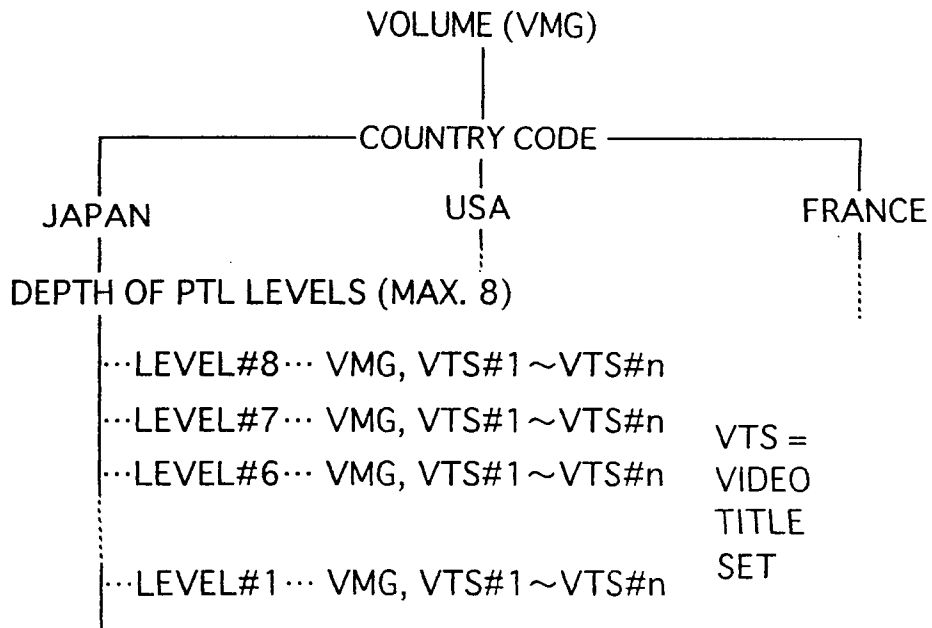 VOLUME (VMG)
COUNTRY CODE
JAPAN
USA
FRANCE
DEPTH OF PTL LEVELS (MAX. 8)
···LEVEL#8··· VMG, VTS#1~VTS#n
···LEVEL#7··· VMG, VTS#1~VTS#n
···LEVEL#6··· VMG, VTS#1~VTS#n
···LEVEL#1··· VMG, VTS#1~VTS#n
VTS =
VIDEO
TITLE
SET